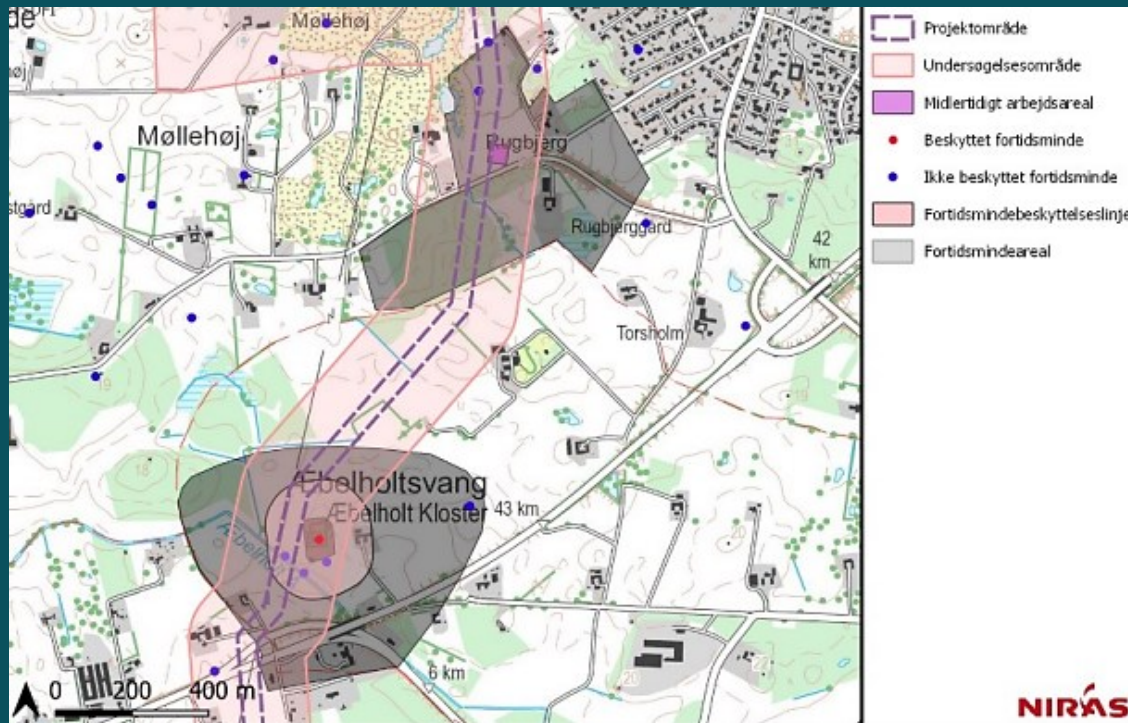 de
Møllehøj
Møllehøj
Rugbjerg
Rugbjerggård
42
km
Torsholm
Æbelholtsvang
Æbelholt Kloster
43 km
6 km
0 200 400 m
Projektområde
Undersøgelsesområde
Midlertidigt arbejdsareal
Beskyttet fortidsminde
Ikke beskyttet fortidsminde
Fortidsmindebeskyttelseslinje
Fortidsmindeareal
NIRAS